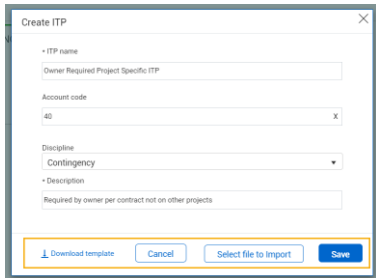 Create ITP
* ITP name
Owner Required Project Specific ITP
Account code
40 X
Discipline
Contingency
* Description
Required by owner per contract not on other projects
Download template Cancel Select file to Import Save